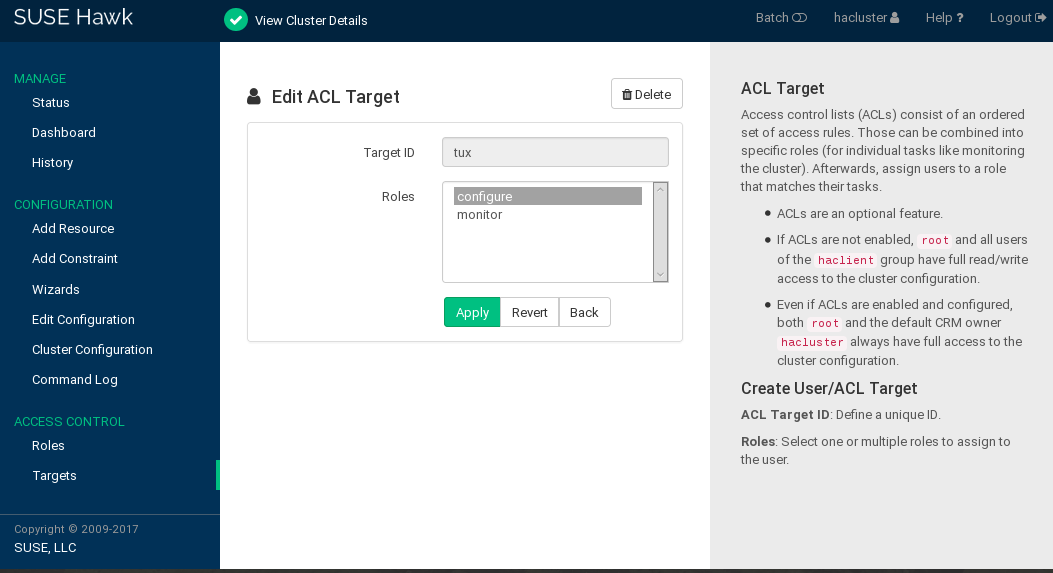 SUSE Hawk
View Cluster Details
Batch
hacluster
Help ?
Logout
MANAGE
Status
Dashboard
History
CONFIGURATION
Add Resource
Add Constraint
Wizards
Edit Configuration
Cluster Configuration
Command Log
ACCESS CONTROL
Roles
Targets
Copyright © 2009-2017
SUSE, LLC
Edit ACL Target
Delete
Target ID
tux
Roles
configure
monitor
Apply
Revert
Back
ACL Target
Access control lists (ACLs) consist of an ordered
set of access rules. Those can be combined into
specific roles (for individual tasks like monitoring
the cluster). Afterwards, assign users to a role
that matches their tasks.
• ACLs are an optional feature.
• If ACLs are not enabled, root and all users
of the haclient group have full read/write
access to the cluster configuration.
• Even if ACLs are enabled and configured,
both root and the default CRM owner
hacluster always have full access to the
cluster configuration.
Create User/ACL Target
ACL Target ID: Define a unique ID.
Roles: Select one or multiple roles to assign to
the user.